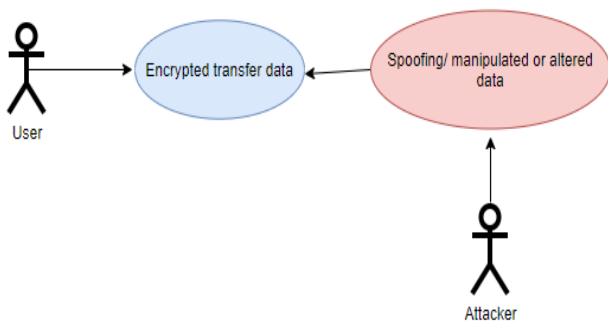 Encrypted transfer data
Spoofing/ manipulated or altered
data
User
Attacker